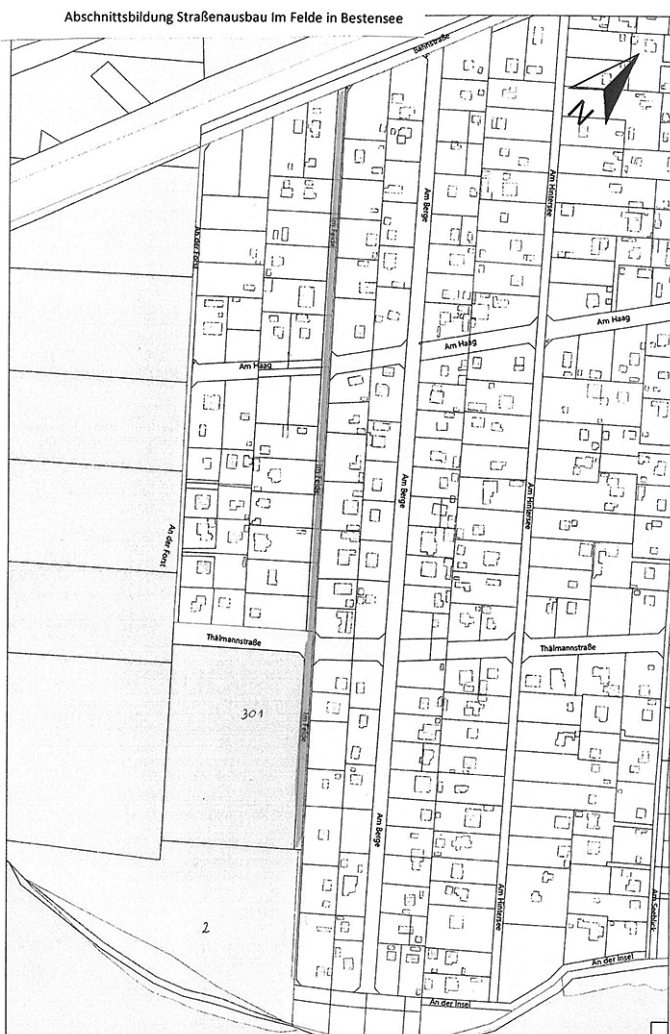 Abschnittsbildung Straßenausbau Im Felde in Bestensee
Bahnstraße
N
Am Berge
Am Hintersee
An der Forst
Im Felde
Am Haag
Am Haag
Am Haag
Im Felde
Am Berge
Am Hintersee
An der Forst
Thälmannstraße
Thälmannstraße
301
Im Felde
Am Berge
Am Hintersee
Am Seeblick
2
An der Insel
An der Insel